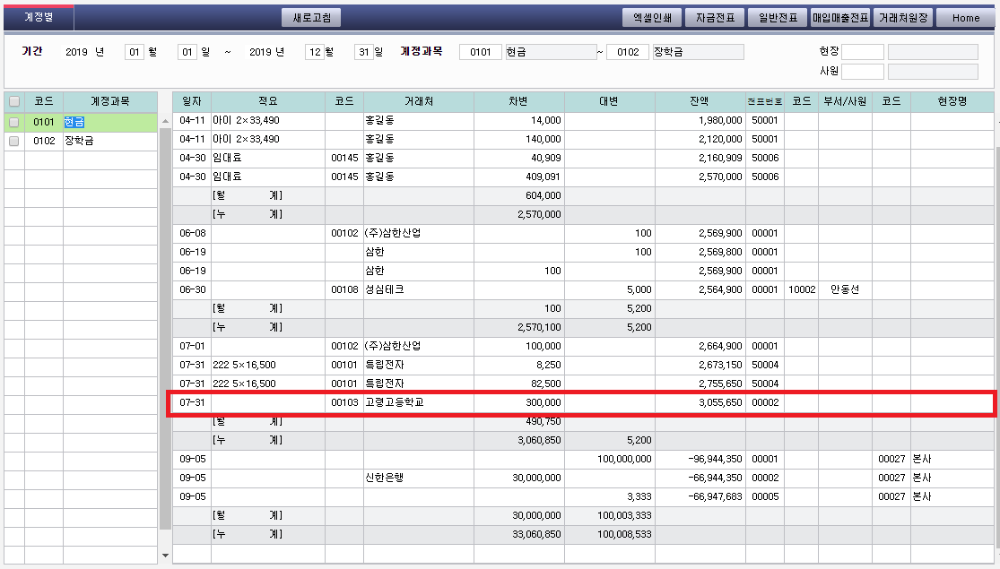 계정별 새로고침 엑셀인쇄 자금전표 일반전표 매입매출전표 거래처원장 Home
기간 2019 년 01 월 01 일 ~ 2019 년 12 월 31 일 계정과목 0101 현금 ~ 0102 장학금 현장
사원
코드 계정과목
0101 현금
0102 장학금
일자 적요 코드 거래처 차변 대변 잔액 전표번호 코드 부서/사원 코드 현장명
04-11 아이 2×33,490 홍길동 14,000 1,980,000 50001
04-11 아이 2×33,490 홍길동 140,000 2,120,000 50001
04-30 임대료 00145 홍길동 40,909 2,160,909 50006
04-30 임대료 00145 홍길동 409,091 2,570,000 50006
[월 계] 604,000
[누 계] 2,570,000
06-08 00102 (주)삼한산업 100 2,569,900 00001
06-19 삼한 100 2,569,800 00001
06-19 삼한 100 2,569,900 00001
06-30 00108 성심테크 5,000 2,564,900 00001 10002 안동선
[월 계] 100 5,200
[누 계] 2,570,100 5,200
07-01 00102 (주)삼한산업 100,000 2,664,900 00001
07-31 222 5×16,500 00101 특립전자 8,250 2,673,150 50004
07-31 222 5×16,500 00101 특립전자 82,500 2,755,650 50004
07-31 00103 고령고등학교 300,000 3,055,650 00002
[월 계] 490,750
[누 계] 3,060,850 5,200
09-05 100,000,000 -96,944,350 00001 00027 본사
09-05 신한은행 30,000,000 -66,944,350 00002 00027 본사
09-05 3,333 -66,947,683 00005 00027 본사
[월 계] 30,000,000 100,003,333
[누 계] 33,060,850 100,008,533